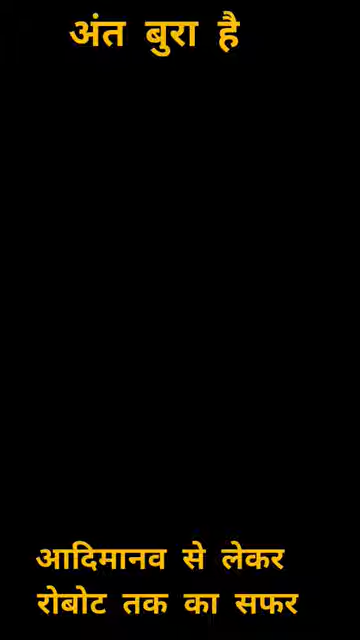 अंत बुरा है
आदिमानव से लेकर
रोबोट तक का सफर